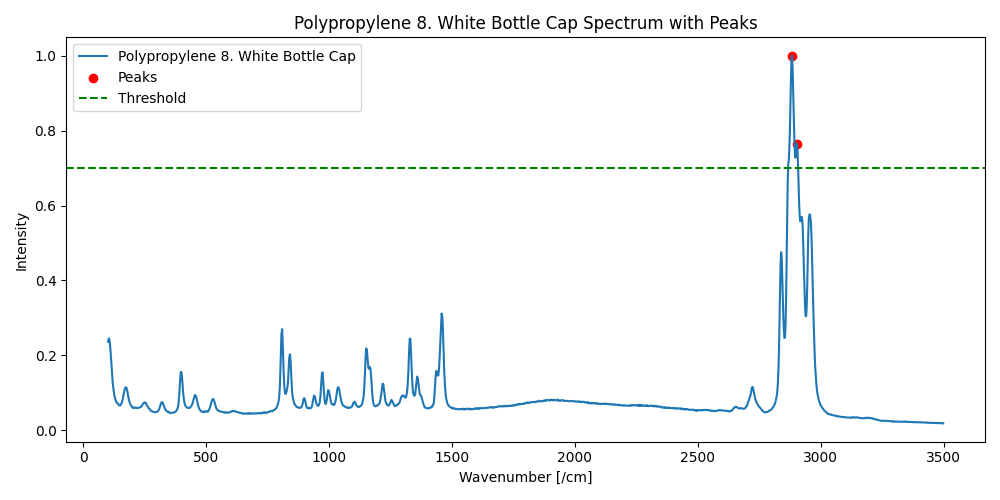 Polypropylene 8. White Bottle Cap Spectrum with Peaks
Polypropylene 8. White Bottle Cap
Peaks
Threshold
1.0
0.8
0.6
0.4
0.2
0.0
Intensity
0
500
1000
1500
2000
2500
3000
3500
Wavenumber [/cm]